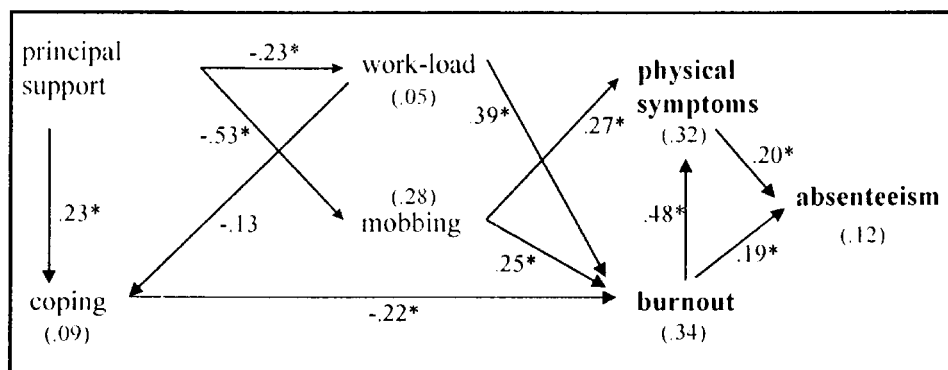 principal
support
-.23*
work-load
(.05)
physical
symptoms
(.32)
.39*
.27*
-.53*
.20*
(.28)
mobbing
absenteeism
(.12)
.23*
-.13
.48*
.25*
.19*
coping
(.09)
-.22*
burnout
(.34)